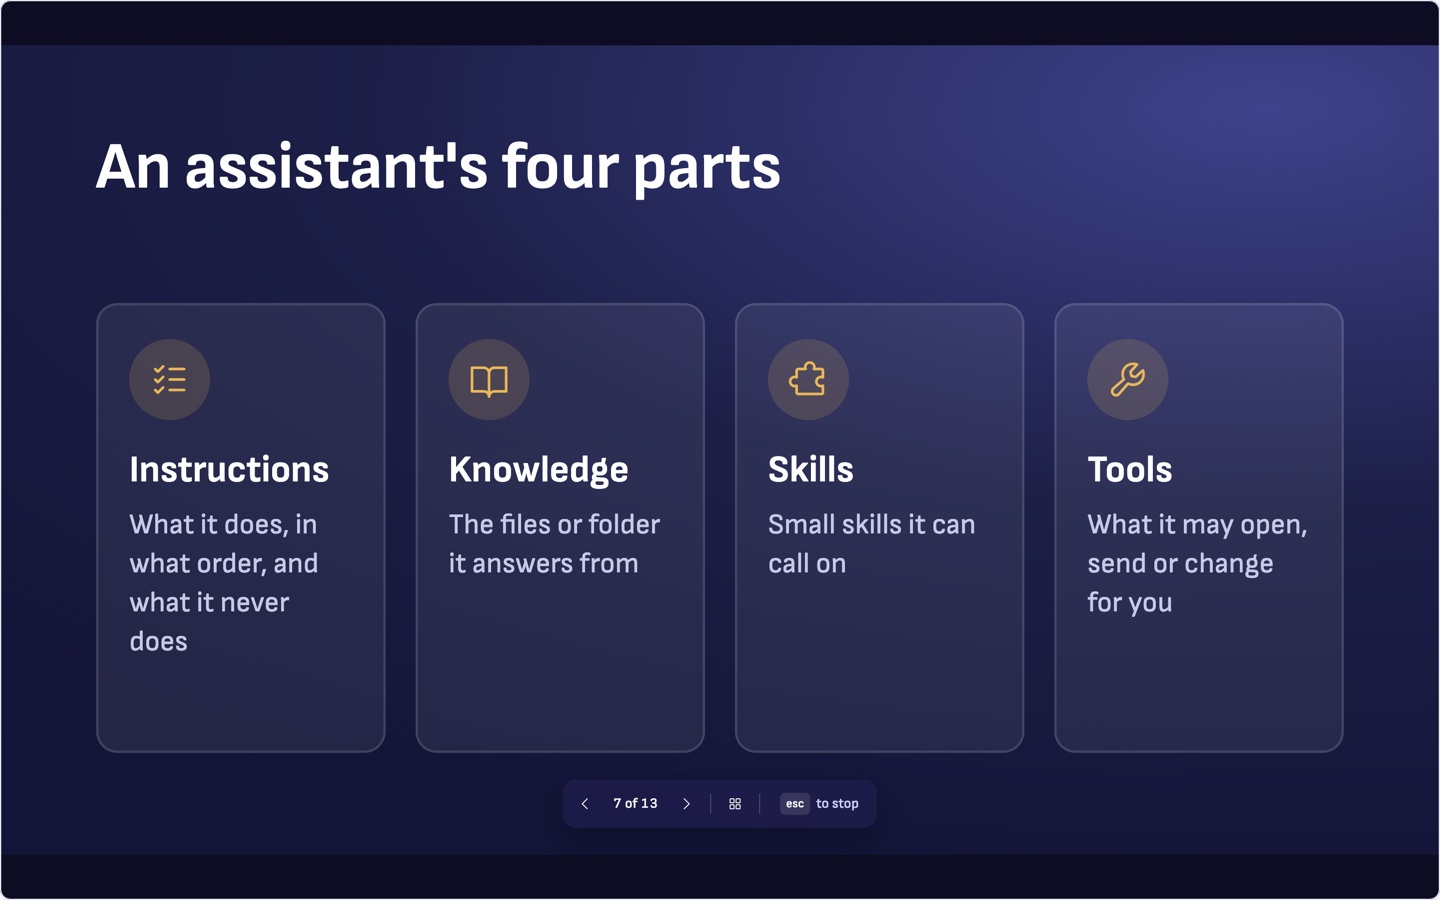 An assistant's four parts
Instructions
What it does, in
what order, and
what it never
does
Knowledge
The files or folder
it answers from
Skills
Small skills it can
call on
Tools
What it may open,
send or change
for you
7 of 13
esc to stop